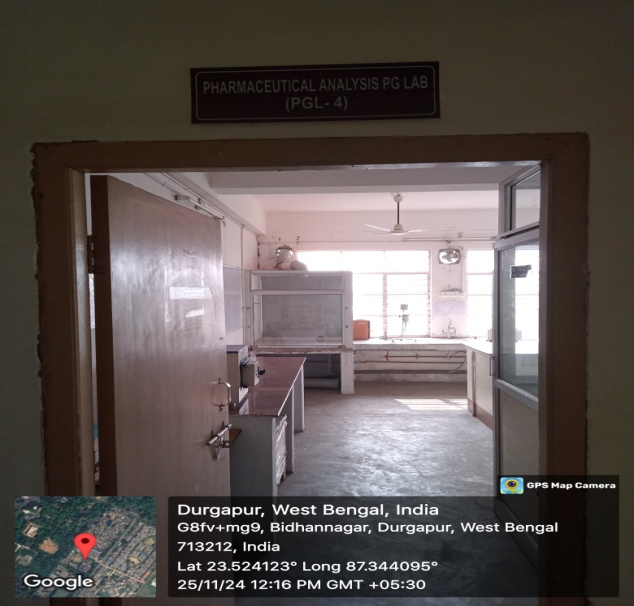 PHARMACEUTICAL ANALYSIS PG LAB
(PGL- 4)
GPS Map Camera
Durgapur, West Bengal, India
G8fv+mg9, Bidhannagar, Durgapur, West Bengal
713212, India
Lat 23.524123° Long 87.344095°
25/11/24 12:16 PM GMT +05:30
Google